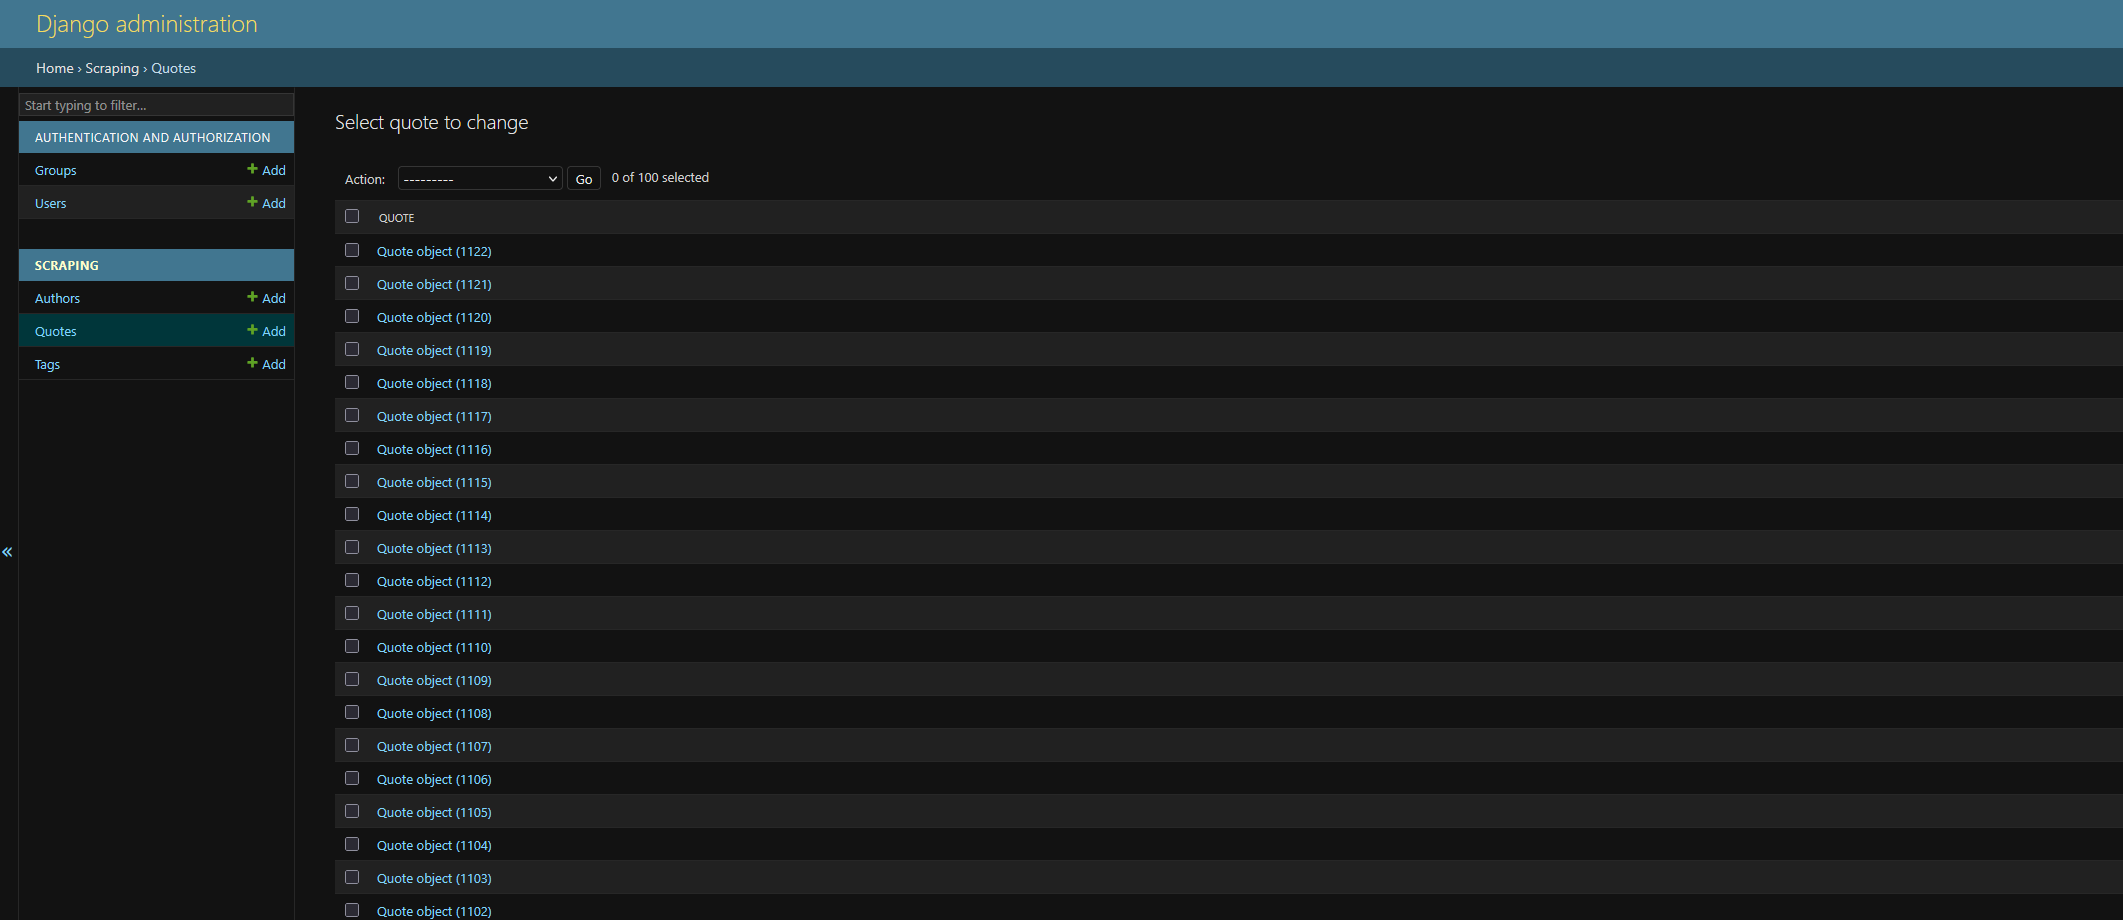 Django administration
Home › Scraping › Quotes
Start typing to filter...
AUTHENTICATION AND AUTHORIZATION
Groups + Add
Users + Add
SCRAPING
Authors + Add
Quotes + Add
Tags + Add
«
Select quote to change
Action: --------- Go 0 of 100 selected
QUOTE
Quote object (1122)
Quote object (1121)
Quote object (1120)
Quote object (1119)
Quote object (1118)
Quote object (1117)
Quote object (1116)
Quote object (1115)
Quote object (1114)
Quote object (1113)
Quote object (1112)
Quote object (1111)
Quote object (1110)
Quote object (1109)
Quote object (1108)
Quote object (1107)
Quote object (1106)
Quote object (1105)
Quote object (1104)
Quote object (1103)
Quote object (1102)